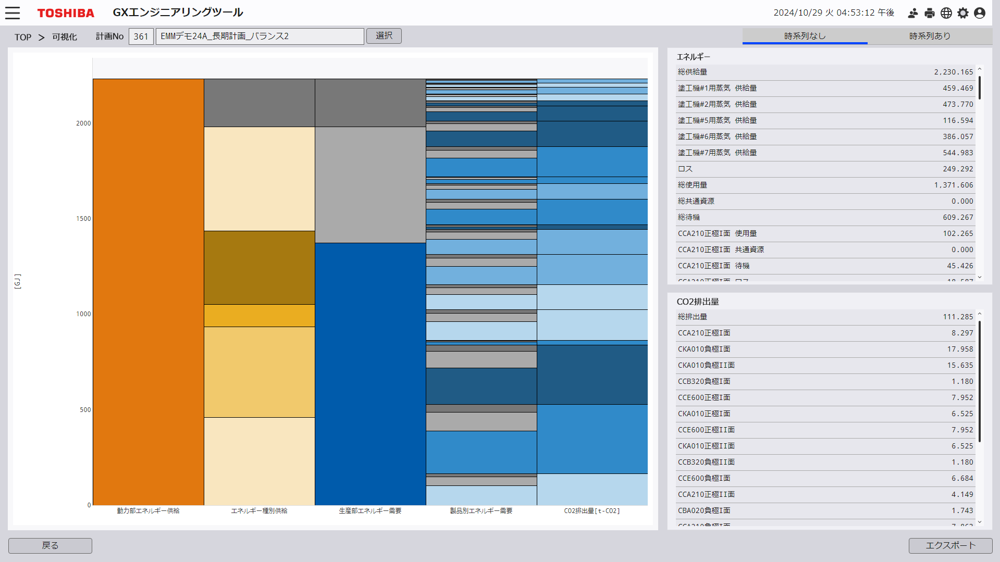 TOSHIBA GXエンジニアリングツール 2024/10/29 火 04:53:12 午後
TOP > 可視化 計画No 361 EMMデモ24A_長期計画_バランス2 選択 時系列なし 時系列あり
[GJ]
2000
1500
1000
500
0
動力部エネルギー供給 エネルギー種別供給 生産部エネルギー需要 製品別エネルギー需要 CO2排出量[t-CO2]
エネルギー
総供給量 2,230.165
塗工機#1用蒸気 供給量 459.469
塗工機#2用蒸気 供給量 473.770
塗工機#5用蒸気 供給量 116.594
塗工機#6用蒸気 供給量 386.057
塗工機#7用蒸気 供給量 544.983
ロス 249.292
総使用量 1,371.606
総共通資源 0.000
総待機 609.267
CCA210正極I面 使用量 102.265
CCA210正極I面 共通資源 0.000
CCA210正極I面 待機 45.426
CCA210正極I面 ロス 18.587
CO2排出量
総排出量 111.285
CCA210正極I面 8.297
CKA010負極I面 17.958
CKA010負極II面 15.635
CCB320負極I面 1.180
CCE600正極I面 7.952
CKA010正極I面 6.525
CCE600正極II面 7.952
CKA010正極II面 6.525
CCB320負極II面 1.180
CCE600負極I面 6.684
CCA210正極II面 4.149
CBA020負極I面 1.743
戻る エクスポート